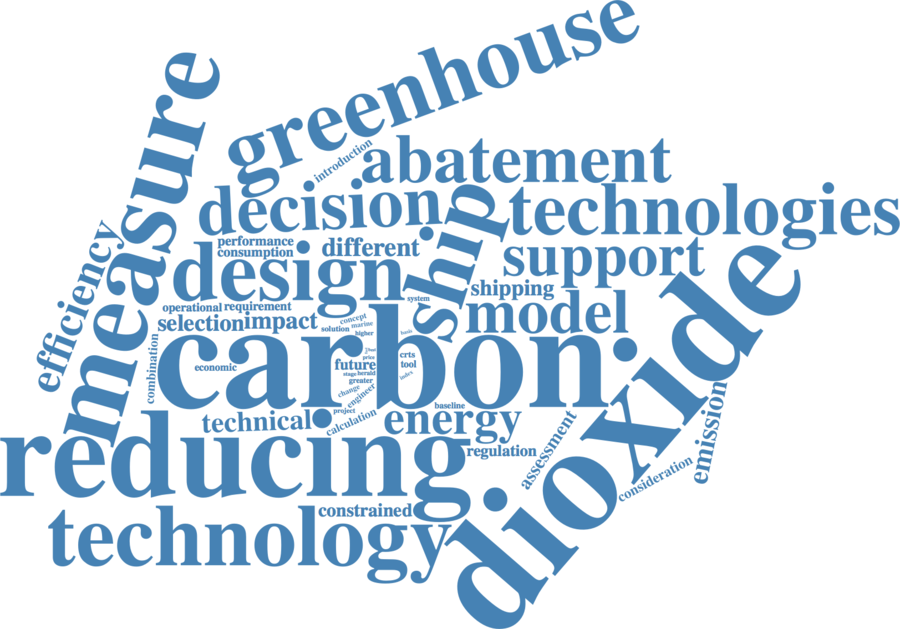 greenhouse
measure
introduction
abatement
decision
ship
technologies
efficiency
performance
consumption
different
support
dioxide
design
shipping
system
operational
requirement
model
selection
impact
concept
marine
solution
higher
basic
combination
carbon
economic
price
future
crts
tool
stage
herald
greater
index
change
engineer
project
baseline
technical
calculation
energy
emission
reducing
regulation
assessment
consideration
constrained
technology